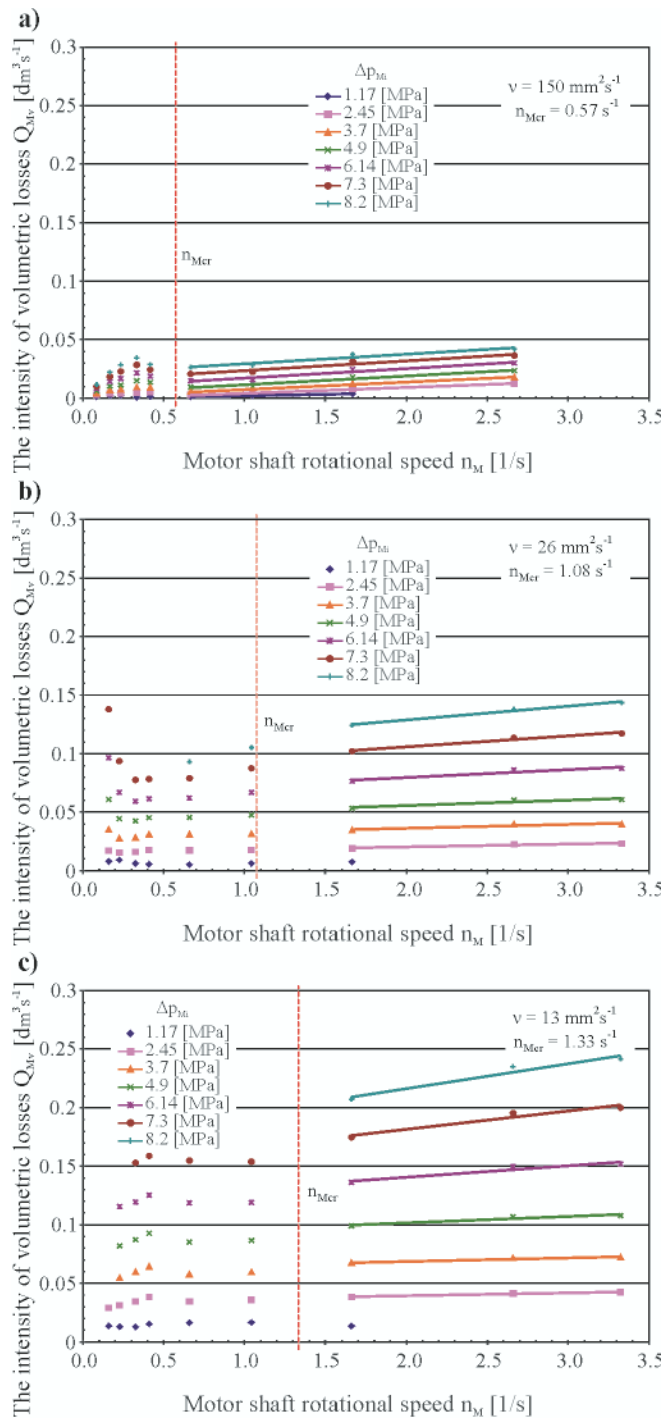 a)
The intensity of volumetric losses Q_Mv [dm³s⁻¹]
0.3
0.25
0.2
0.15
0.1
0.05
0
Δp_Mi
1.17 [MPa]
2.45 [MPa]
3.7 [MPa]
4.9 [MPa]
6.14 [MPa]
7.3 [MPa]
8.2 [MPa]
ν = 150 mm²s⁻¹
n_Mcr = 0.57 s⁻¹
n_Mcr
0.0 0.5 1.0 1.5 2.0 2.5 3.0 3.5
Motor shaft rotational speed n_M [1/s]
b)
The intensity of volumetric losses Q_Mv [dm³s⁻¹]
0.3
0.25
0.2
0.15
0.1
0.05
0
Δp_Mi
1.17 [MPa]
2.45 [MPa]
3.7 [MPa]
4.9 [MPa]
6.14 [MPa]
7.3 [MPa]
8.2 [MPa]
ν = 26 mm²s⁻¹
n_Mcr = 1.08 s⁻¹
n_Mcr
0.0 0.5 1.0 1.5 2.0 2.5 3.0 3.5
Motor shaft rotational speed n_M [1/s]
c)
The intensity of volumetric losses Q_Mv [dm³s⁻¹]
0.3
0.25
0.2
0.15
0.1
0.05
0
Δp_Mi
1.17 [MPa]
2.45 [MPa]
3.7 [MPa]
4.9 [MPa]
6.14 [MPa]
7.3 [MPa]
8.2 [MPa]
ν = 13 mm²s⁻¹
n_Mcr = 1.33 s⁻¹
n_Mcr
0.0 0.5 1.0 1.5 2.0 2.5 3.0 3.5
Motor shaft rotational speed n_M [1/s]